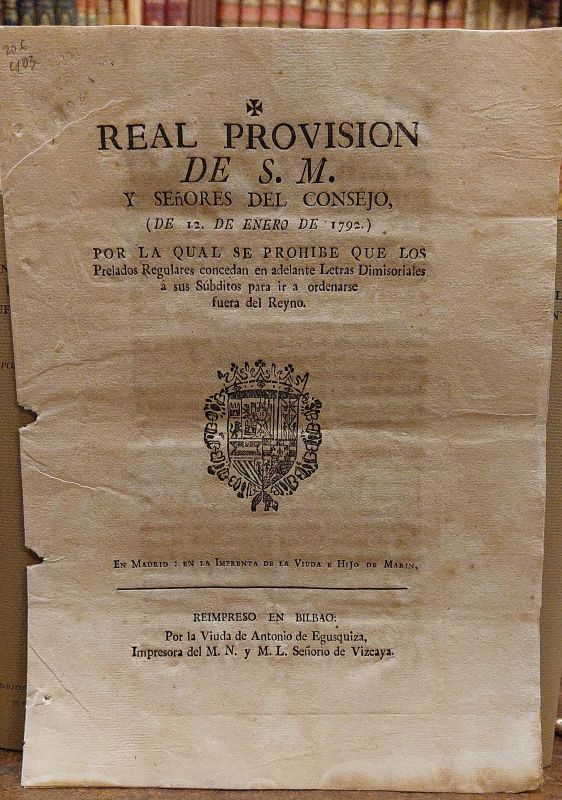 206
403
✠
REAL PROVISION
DE S. M.
Y SEñORES DEL CONSEJO,
(DE 12. DE ENERO DE 1792.)
POR LA QUAL SE PROHIBE QUE LOS
Prelados Regulares concedan en adelante Letras Dimisoriales
á sus Súbditos para ir a ordenarse
fuera del Reyno.
EN MADRID : EN LA IMPRENTA DE LA VIUDA E HIJO DE MARIN.
REIMPRESO EN BILBAO:
Por la Viuda de Antonio de Egusquiza,
Impresora del M. N. y M. L. Señorio de Vizcaya.